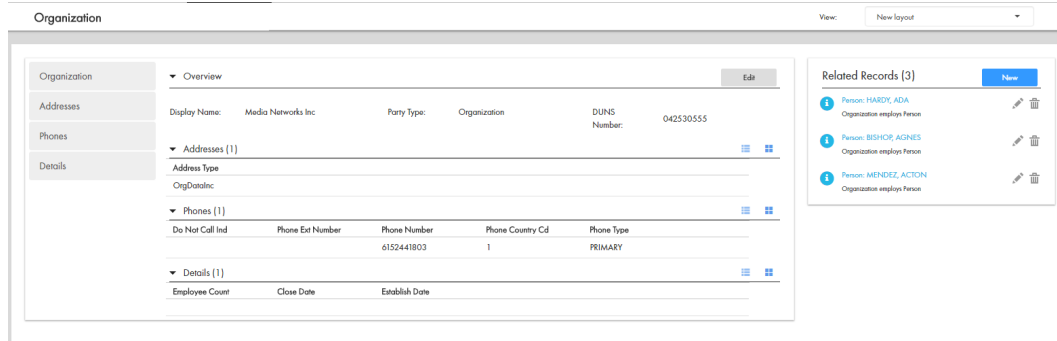 Organization
View: New layout
Organization
Addresses
Phones
Details
Overview Edit
Display Name: Media Networks Inc Party Type: Organization DUNS Number: 042530555
Addresses (1)
Address Type
OrgDataInc
Phones (1)
Do Not Call Ind Phone Ext Number Phone Number Phone Country Cd Phone Type
6152441803 1 PRIMARY
Details (1)
Employee Count Close Date Establish Date
Related Records (3) New
Person: HARDY, ADA
Organization employs Person
Person: BISHOP, AGNES
Organization employs Person
Person: MENDEZ, ACTON
Organization employs Person